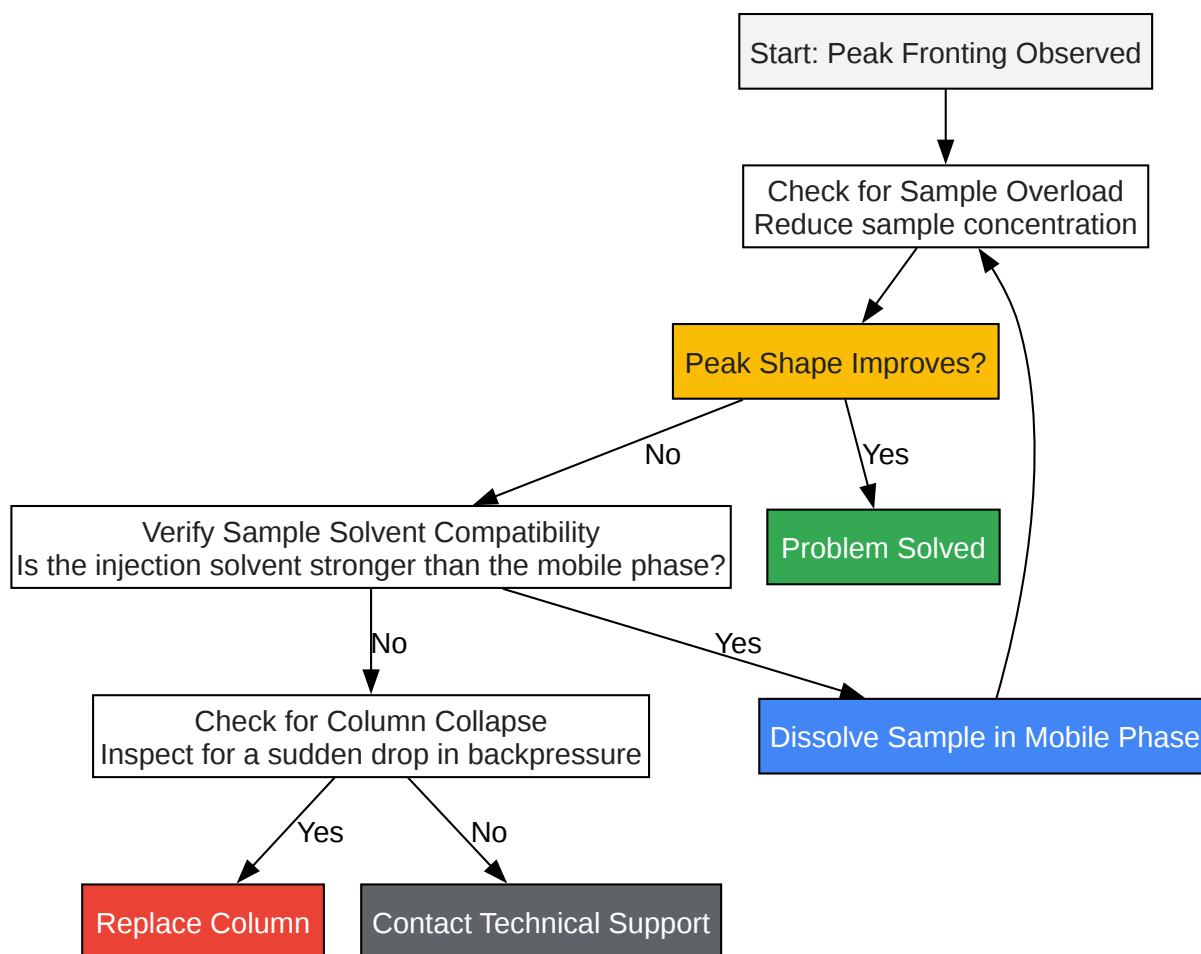 Start: Peak Fronting Observed
Check for Sample Overload
Reduce sample concentration
Peak Shape Improves?
No
Yes
Verify Sample Solvent Compatibility
Is the injection solvent stronger than the mobile phase?
Problem Solved
No
Yes
Check for Column Collapse
Inspect for a sudden drop in backpressure
Dissolve Sample in Mobile Phase
Yes
No
Replace Column
Contact Technical Support